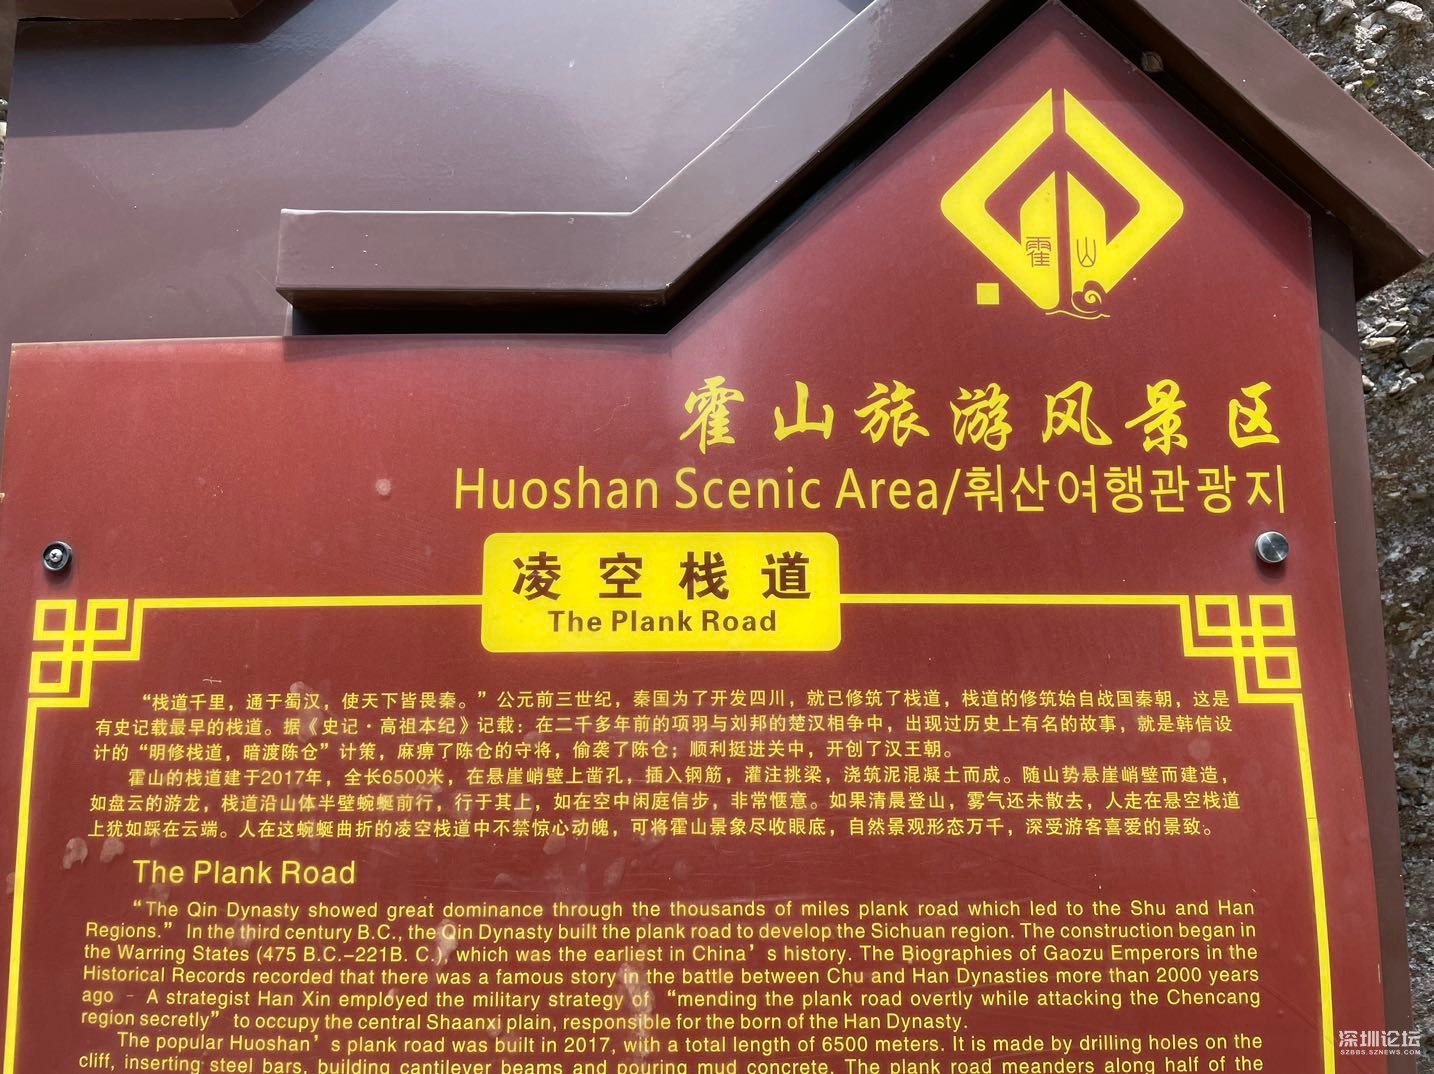 霍山
霍山旅游风景区
Huoshan Scenic Area/훠산여행관광지
凌空栈道
The Plank Road
“栈道千里，通于蜀汉，使天下皆畏秦。”公元前三世纪，秦国为了开发四川，就已修筑了栈道，栈道的修筑始自战国秦朝，这是
有史记载最早的栈道。据《史记·高祖本纪》记载：在二千多年前的项羽与刘邦的楚汉相争中，出现过历史上有名的故事，就是韩信设
计的“明修栈道，暗渡陈仓”计策，麻痹了陈仓的守将，偷袭了陈仓；顺利挺进关中，开创了汉王朝。
霍山的栈道建于2017年，全长6500米，在悬崖峭壁上凿孔，插入钢筋，灌注挑梁，浇筑泥混凝土而成。随山势悬崖峭壁而建造，
如盘云的游龙，栈道沿山体半壁蜿蜒前行，行于其上，如在空中闲庭信步，非常惬意。如果清晨登山，雾气还未散去，人走在悬空栈道
上犹如踩在云端。人在这蜿蜒曲折的凌空栈道中不禁惊心动魄，可将霍山景象尽收眼底，自然景观形态万千，深受游客喜爱的景致。
The Plank Road
“The Qin Dynasty showed great dominance through the thousands of miles plank road which led to the Shu and Han
Regions.” In the third century B.C., the Qin Dynasty built the plank road to develop the Sichuan region. The construction began in
the Warring States (475 B.C.–221B. C.), which was the earliest in China’s history. The Biographies of Gaozu Emperors in the
Historical Records recorded that there was a famous story in the battle between Chu and Han Dynasties more than 2000 years
ago - A strategist Han Xin employed the military strategy of “mending the plank road overtly while attacking the Chencang
region secretly” to occupy the central Shaanxi plain, responsible for the born of the Han Dynasty.
The popular Huoshan’s plank road was built in 2017, with a total length of 6500 meters. It is made by drilling holes on the
cliff, inserting steel bars, building cantilever beams and pouring mud concrete. The plank road meanders along half of the
深圳论坛
SZBBS.SZNEWS.COM